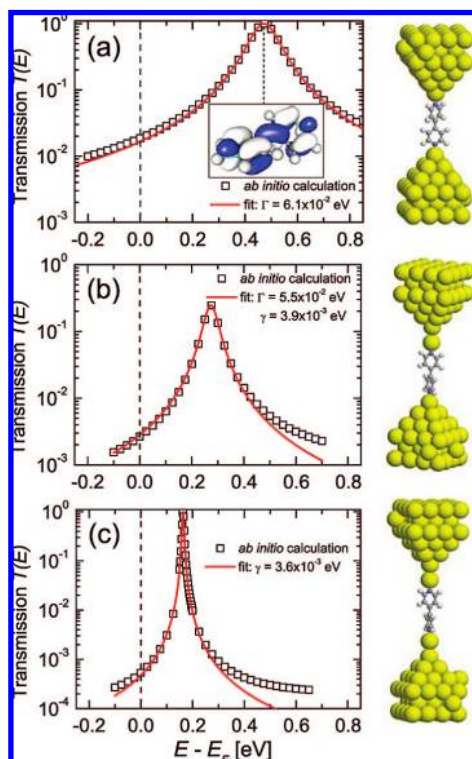 (a)
Transmission T(E)
10⁰
10⁻¹
10⁻²
10⁻³
ab initio calculation
fit: Γ = 6.1x10⁻² eV
-0.2 0.0 0.2 0.4 0.6 0.8
(b)
Transmission T(E)
10⁰
10⁻¹
10⁻²
10⁻³
ab initio calculation
fit: Γ = 5.5x10⁻² eV
γ = 3.9x10⁻³ eV
-0.2 0.0 0.2 0.4 0.6 0.8
(c)
Transmission T(E)
10⁰
10⁻¹
10⁻²
10⁻³
10⁻⁴
ab initio calculation
fit: γ = 3.6x10⁻³ eV
-0.2 0.0 0.2 0.4 0.6 0.8
E - E_F [eV]